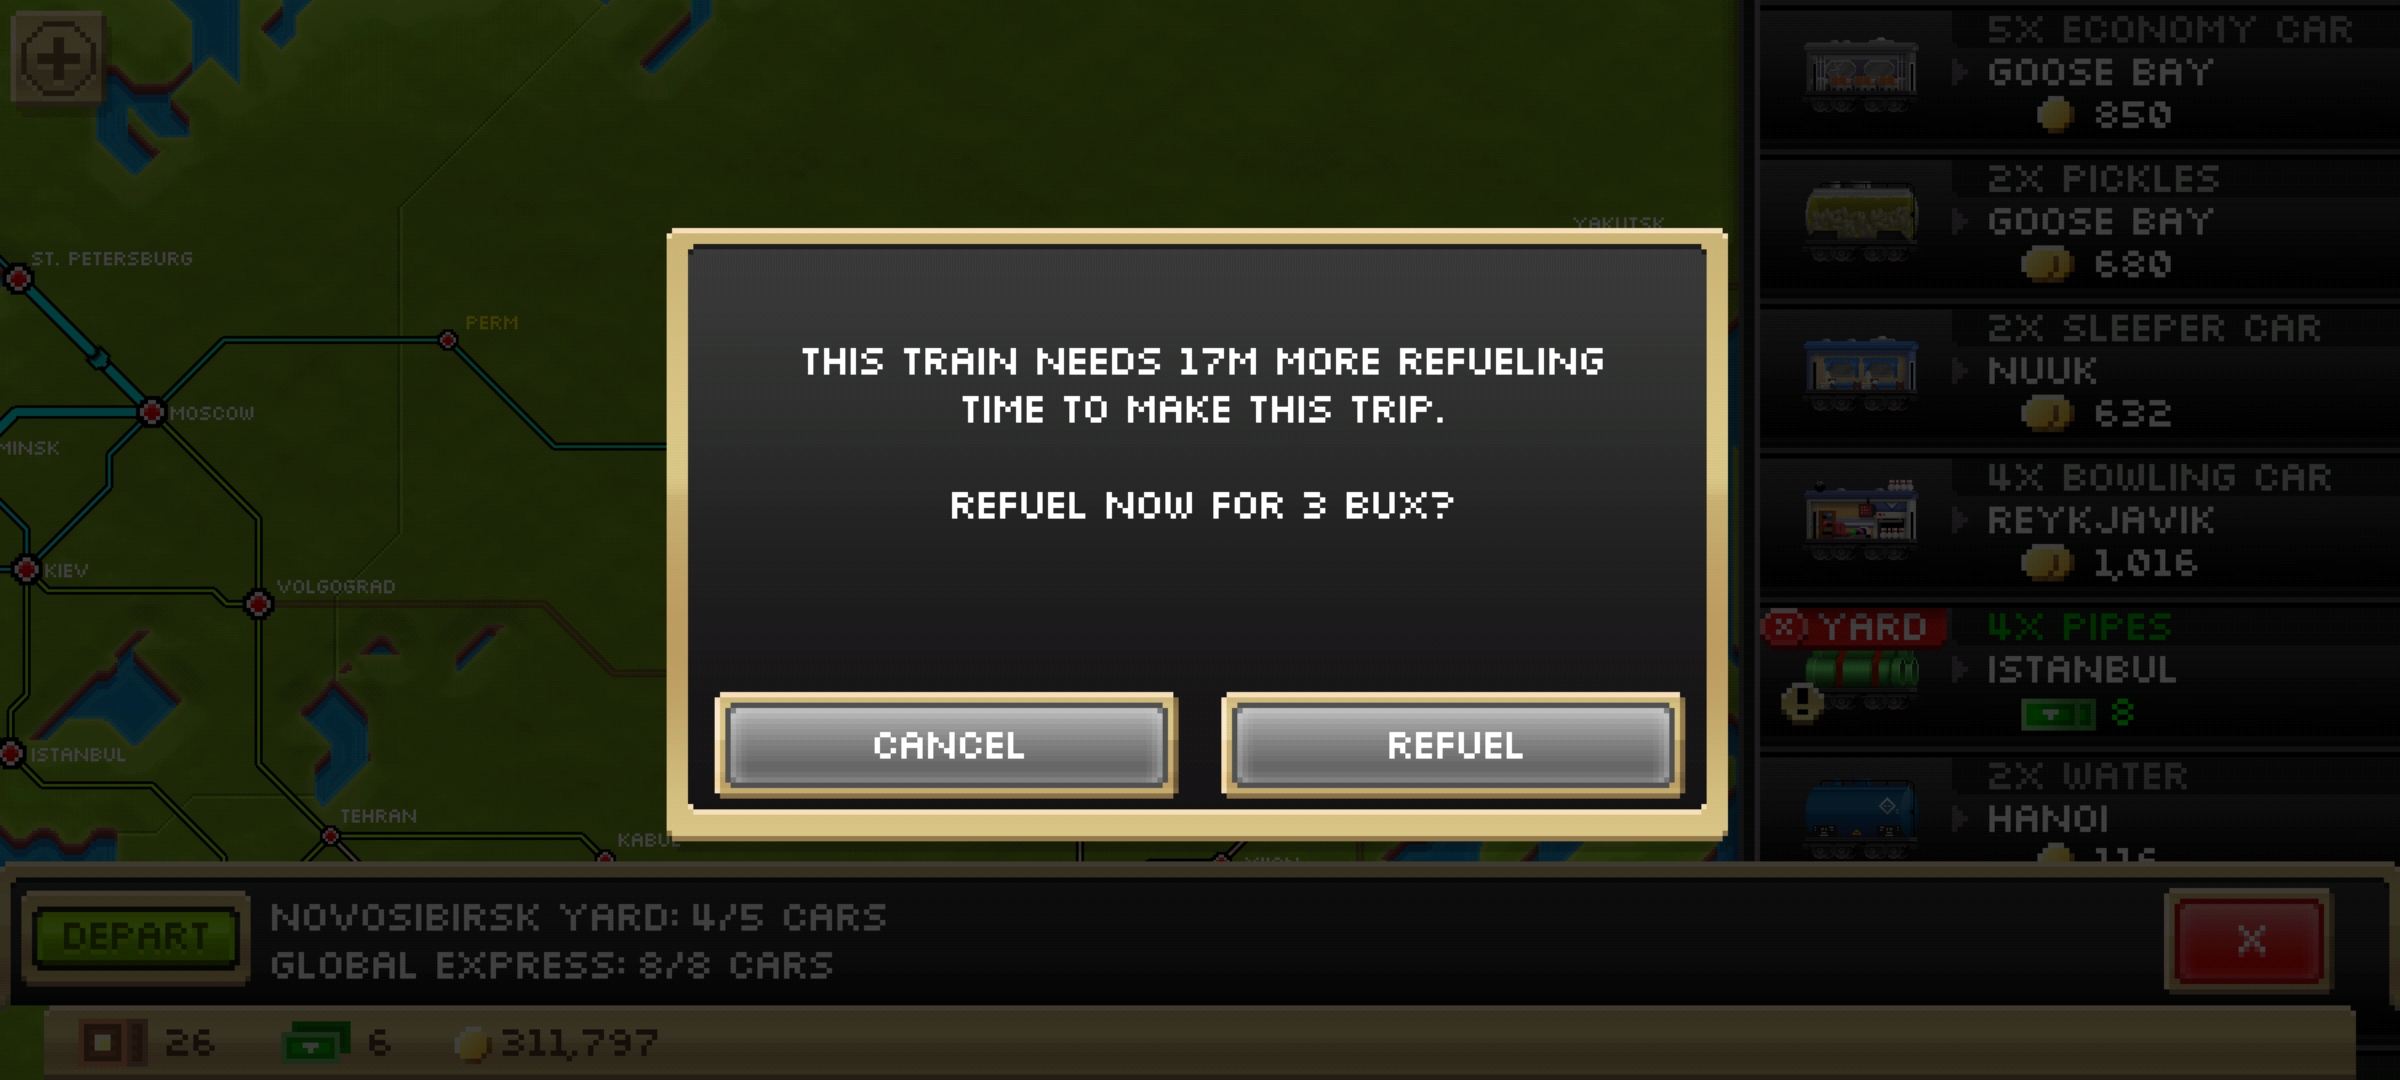 5X ECONOMY CAR
GOOSE BAY
850
2X PICKLES
GOOSE BAY
680
2X SLEEPER CAR
NUUK
632
4X BOWLING CAR
REYKJAVIK
1,016
X YARD
4X PIPES
ISTANBUL
8
2X WATER
HANOI
116
YAKUTSK
ST. PETERSBURG
PERM
MOSCOW
MINSK
KIEV
VOLGOGRAD
ISTANBUL
TEHRAN
KABUL
THIS TRAIN NEEDS 17M MORE REFUELING
TIME TO MAKE THIS TRIP.
REFUEL NOW FOR 3 BUX?
CANCEL
REFUEL
DEPART
NOVOSIBIRSK YARD: 4/5 CARS
GLOBAL EXPRESS: 8/8 CARS
X
26
6
311,797